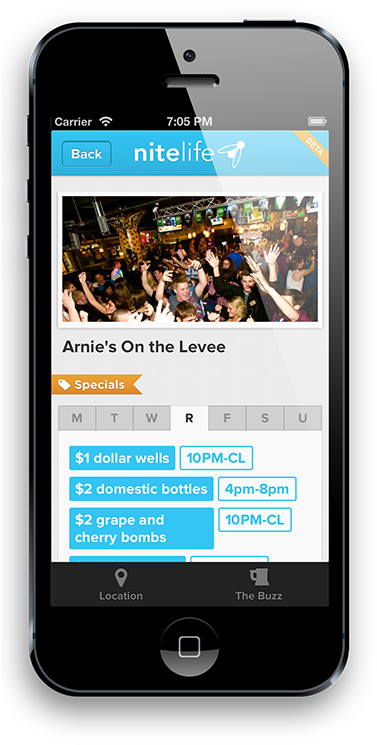 Carrier 7:05 PM
Back nitelife BETA
Arnie's On the Levee
Specials
M T W R F S U
$1 dollar wells 10PM-CL
$2 domestic bottles 4pm-8pm
$2 grape and
cherry bombs 10PM-CL
Location The Buzz